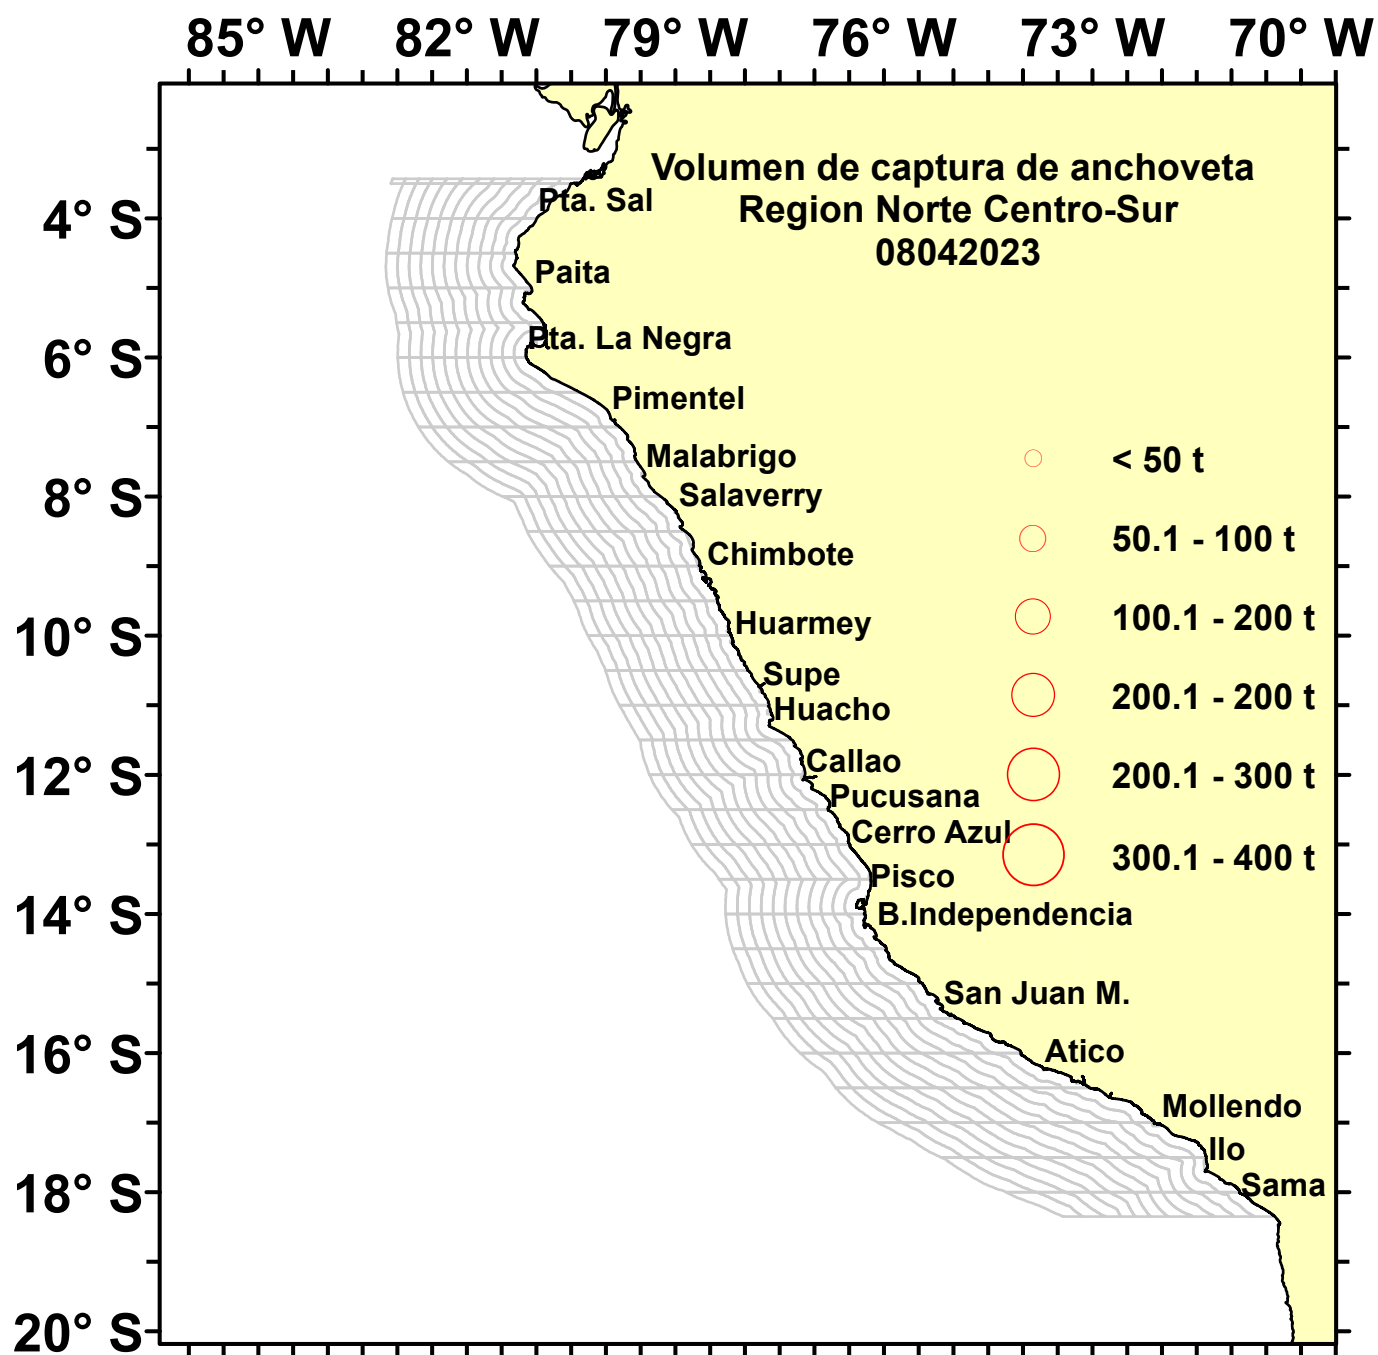 85° W 82° W 79° W 76° W 73° W 70° W
Volumen de captura de anchoveta
Region Norte Centro-Sur
08042023
4° S
6° S
8° S
10° S
12° S
14° S
16° S
18° S
20° S
Pta. Sal
Paita
Pta. La Negra
Pimentel
Malabrigo
Salaverry
Chimbote
Huarmey
Supe
Huacho
Callao
Pucusana
Cerro Azul
Pisco
B.Independencia
San Juan M.
Atico
Mollendo
Ilo
Sama
< 50 t
50.1 - 100 t
100.1 - 200 t
200.1 - 200 t
200.1 - 300 t
300.1 - 400 t